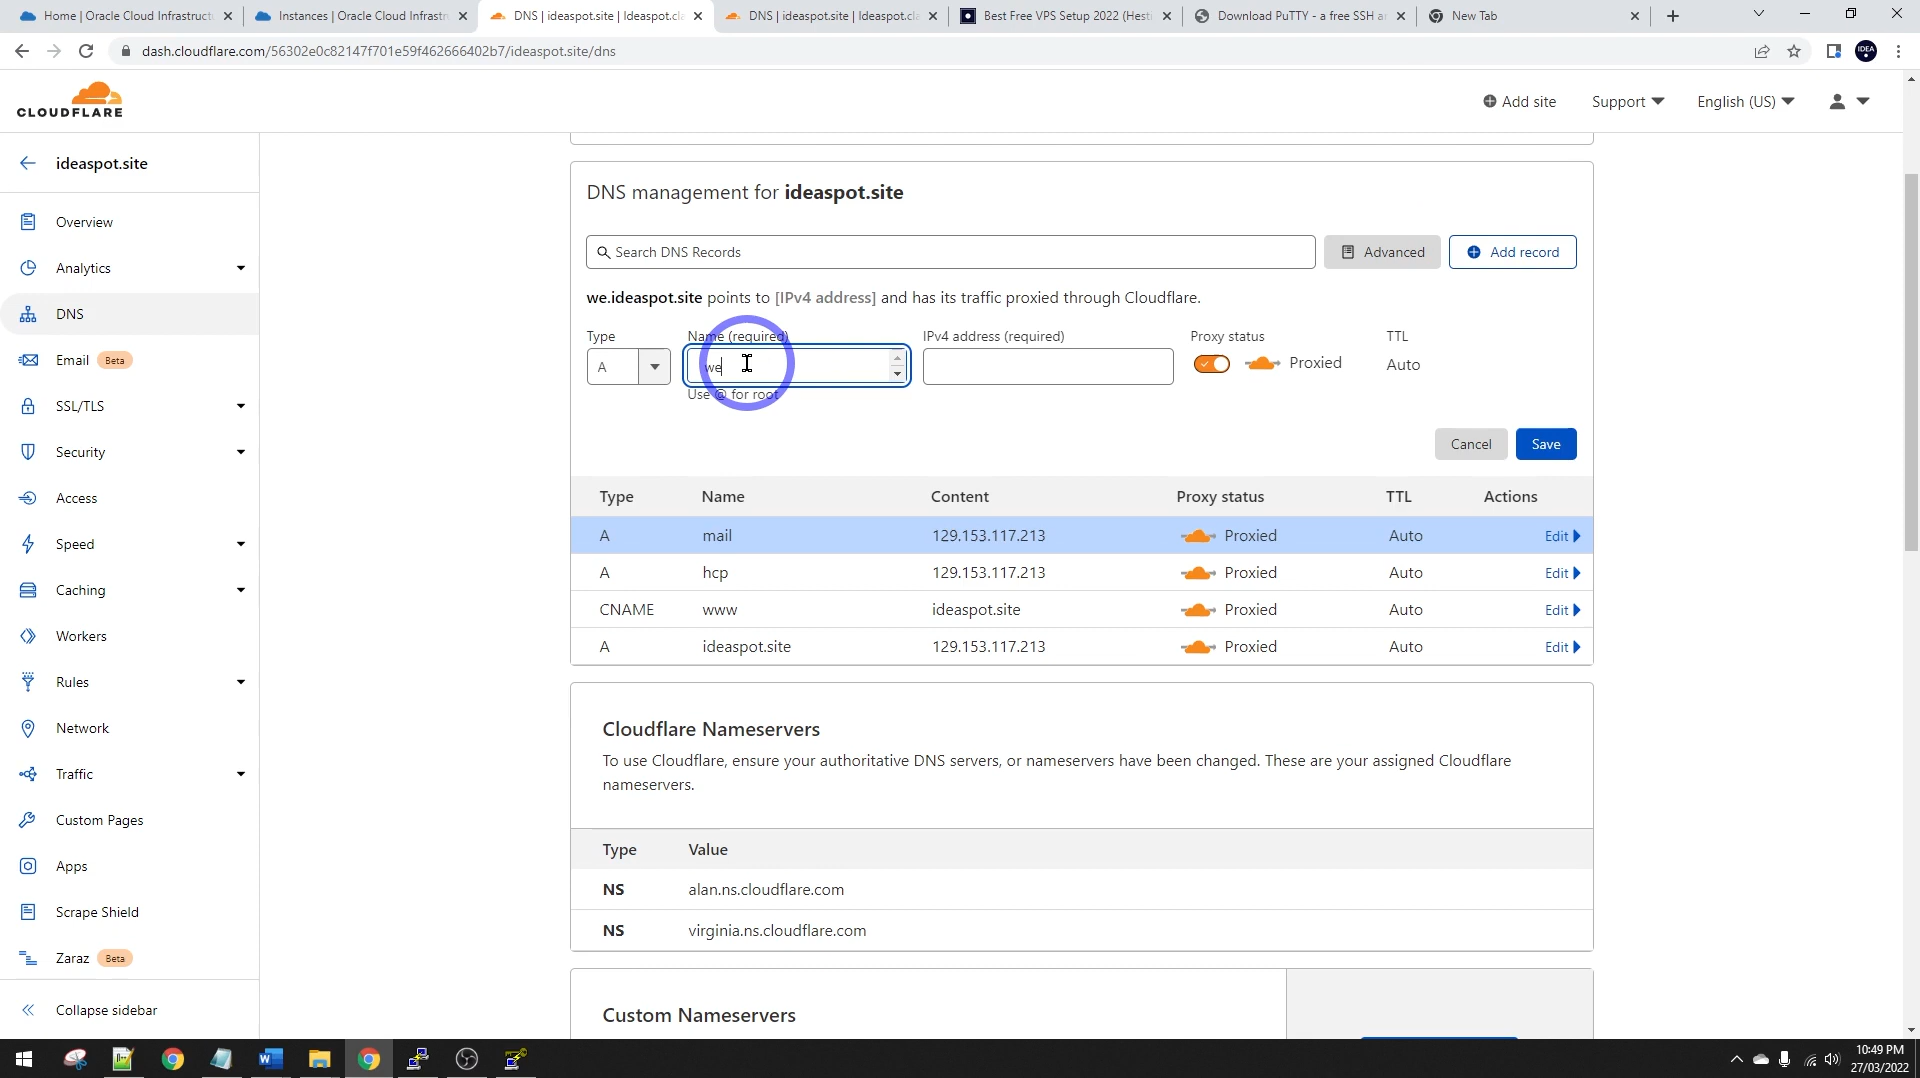 Home | Oracle Cloud Infrastruct
Instances | Oracle Cloud Infrastr
DNS | ideaspot.site | Ideaspot.cl
DNS | ideaspot.site | Ideaspot.cl
Best Free VPS Setup 2022 (Hesti
Download PuTTY - a free SSH a
New Tab
dash.cloudflare.com/56302e0c82147f701e59f462666402b7/ideaspot.site/dns
IDEA
CLOUDFLARE
Add site
Support
English (US)
ideaspot.site
Overview
Analytics
DNS
Email Beta
SSL/TLS
Security
Access
Speed
Caching
Workers
Rules
Network
Traffic
Custom Pages
Apps
Scrape Shield
Zaraz Beta
Collapse sidebar
DNS management for ideaspot.site
Search DNS Records
Advanced
Add record
we.ideaspot.site points to [IPv4 address] and has its traffic proxied through Cloudflare.
Type Name (required) IPv4 address (required) Proxy status TTL
A we Proxied Auto
Use @ for root
Cancel Save
Type Name Content Proxy status TTL Actions
A mail 129.153.117.213 Proxied Auto Edit
A hcp 129.153.117.213 Proxied Auto Edit
CNAME www ideaspot.site Proxied Auto Edit
A ideaspot.site 129.153.117.213 Proxied Auto Edit
Cloudflare Nameservers
To use Cloudflare, ensure your authoritative DNS servers, or nameservers have been changed. These are your assigned Cloudflare
nameservers.
Type Value
NS alan.ns.cloudflare.com
NS virginia.ns.cloudflare.com
Custom Nameservers
10:49 PM
27/03/2022